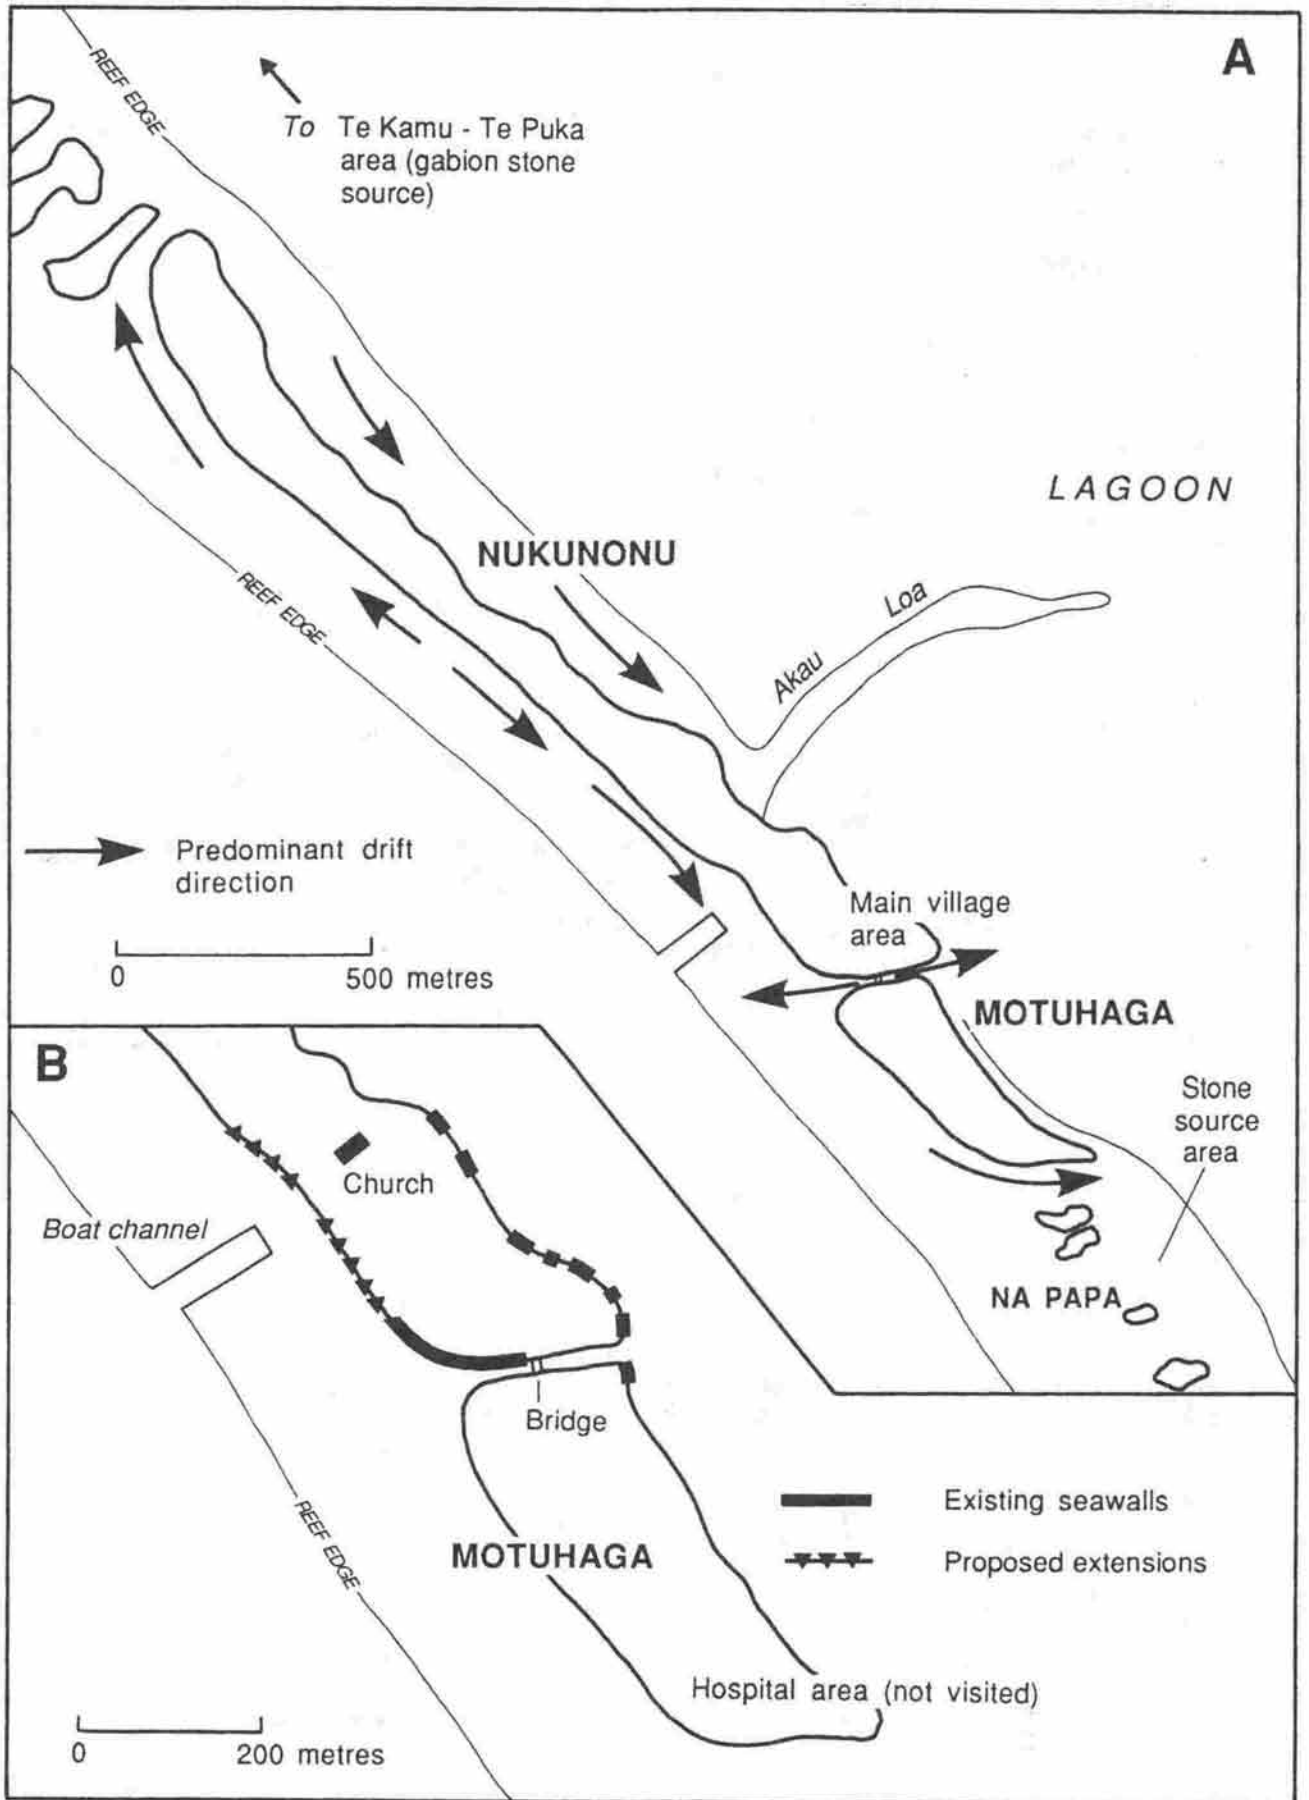 A
REEF EDGE
To Te Kamu - Te Puka
area (gabion stone
source)
LAGOON
NUKUNONU
REEF EDGE
Akau Loa
Predominant drift
direction
Main village
area
0 500 metres
MOTUHAGA
B
Stone
source
area
Church
Boat channel
NA PAPA
Bridge
Existing seawalls
REEF EDGE
MOTUHAGA
Proposed extensions
Hospital area (not visited)
0 200 metres